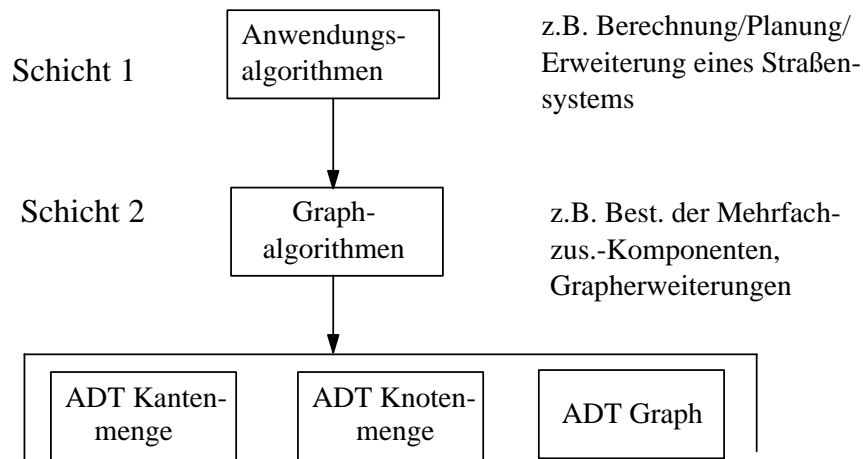 Schicht 1
Anwendungs-
algorithmen
z.B. Berechnung/Planung/
Erweiterung eines Straßen-
systems
Schicht 2
Graph-
algorithmen
z.B. Best. der Mehrfach-
zus.-Komponenten,
Grapherweiterungen
ADT Kanten-
menge
ADT Knoten-
menge
ADT Graph